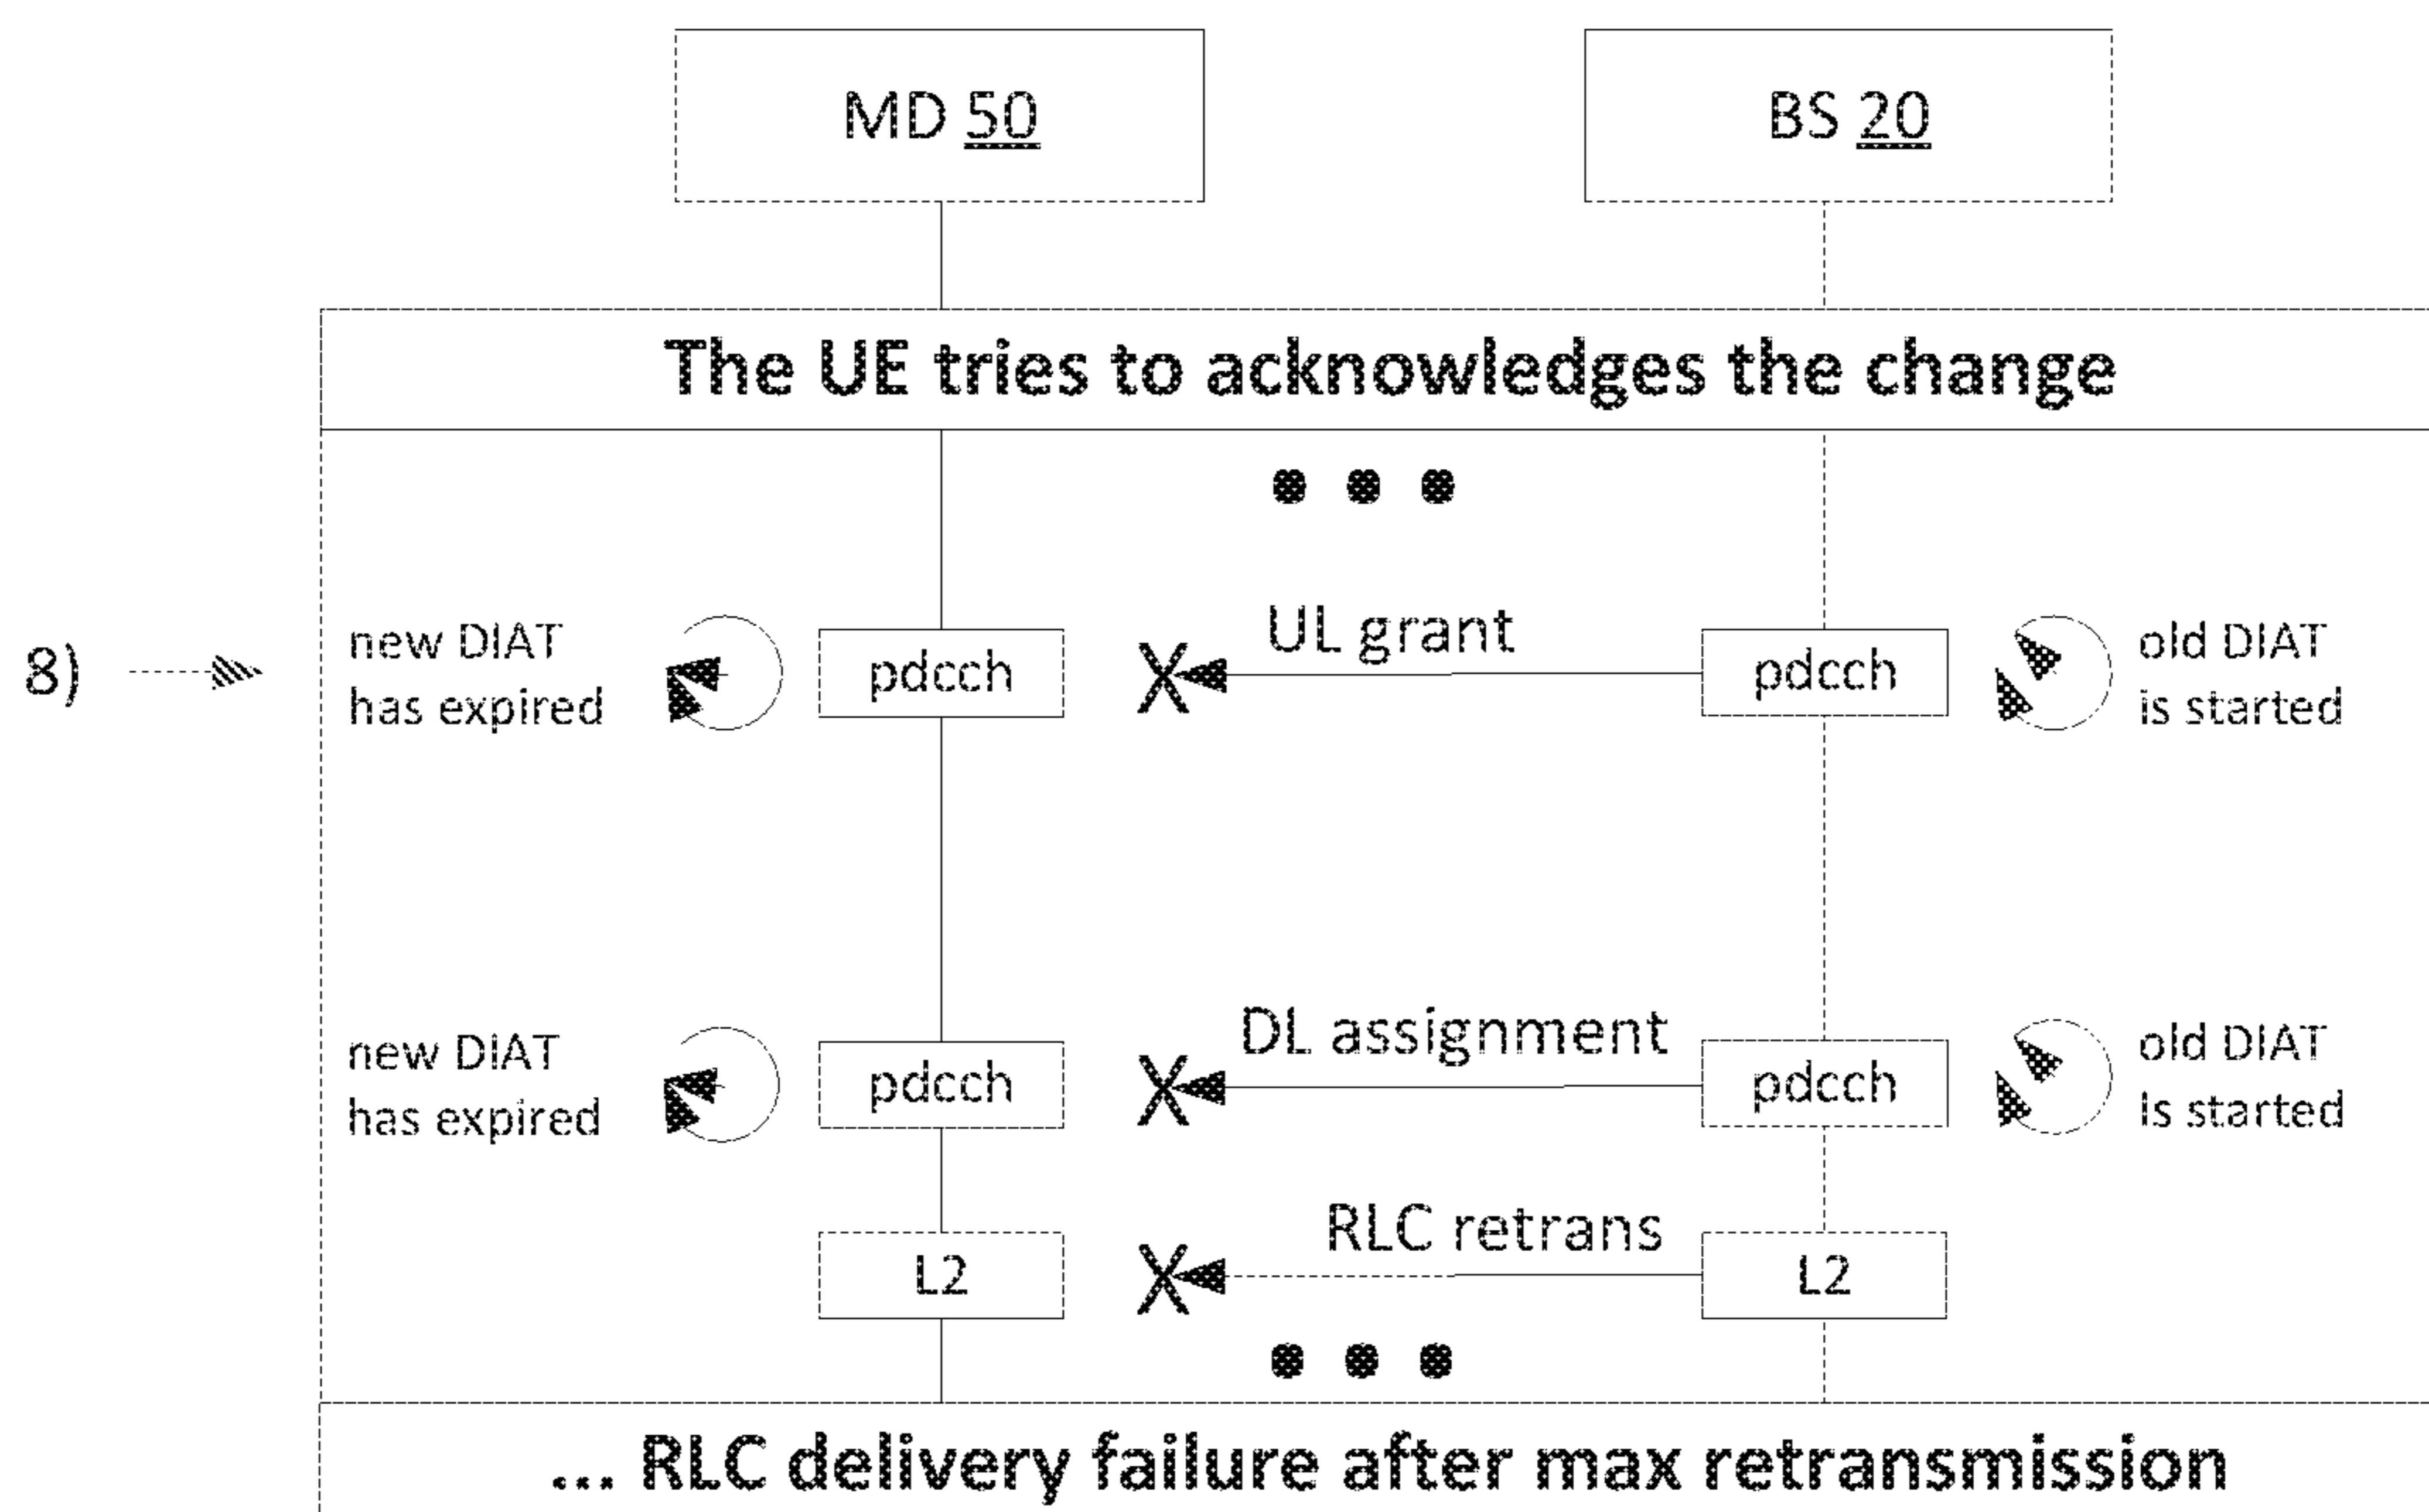 MD 50
BS 20
The UE tries to acknowledges the change
8)
new DIAT
has expired
pdcch
X
UL grant
pdcch
old DIAT
is started
new DIAT
has expired
pdcch
X
DL assignment
pdcch
old DIAT
Is started
L2
X
RLC retrans
L2
... RLC delivery failure after max retransmission